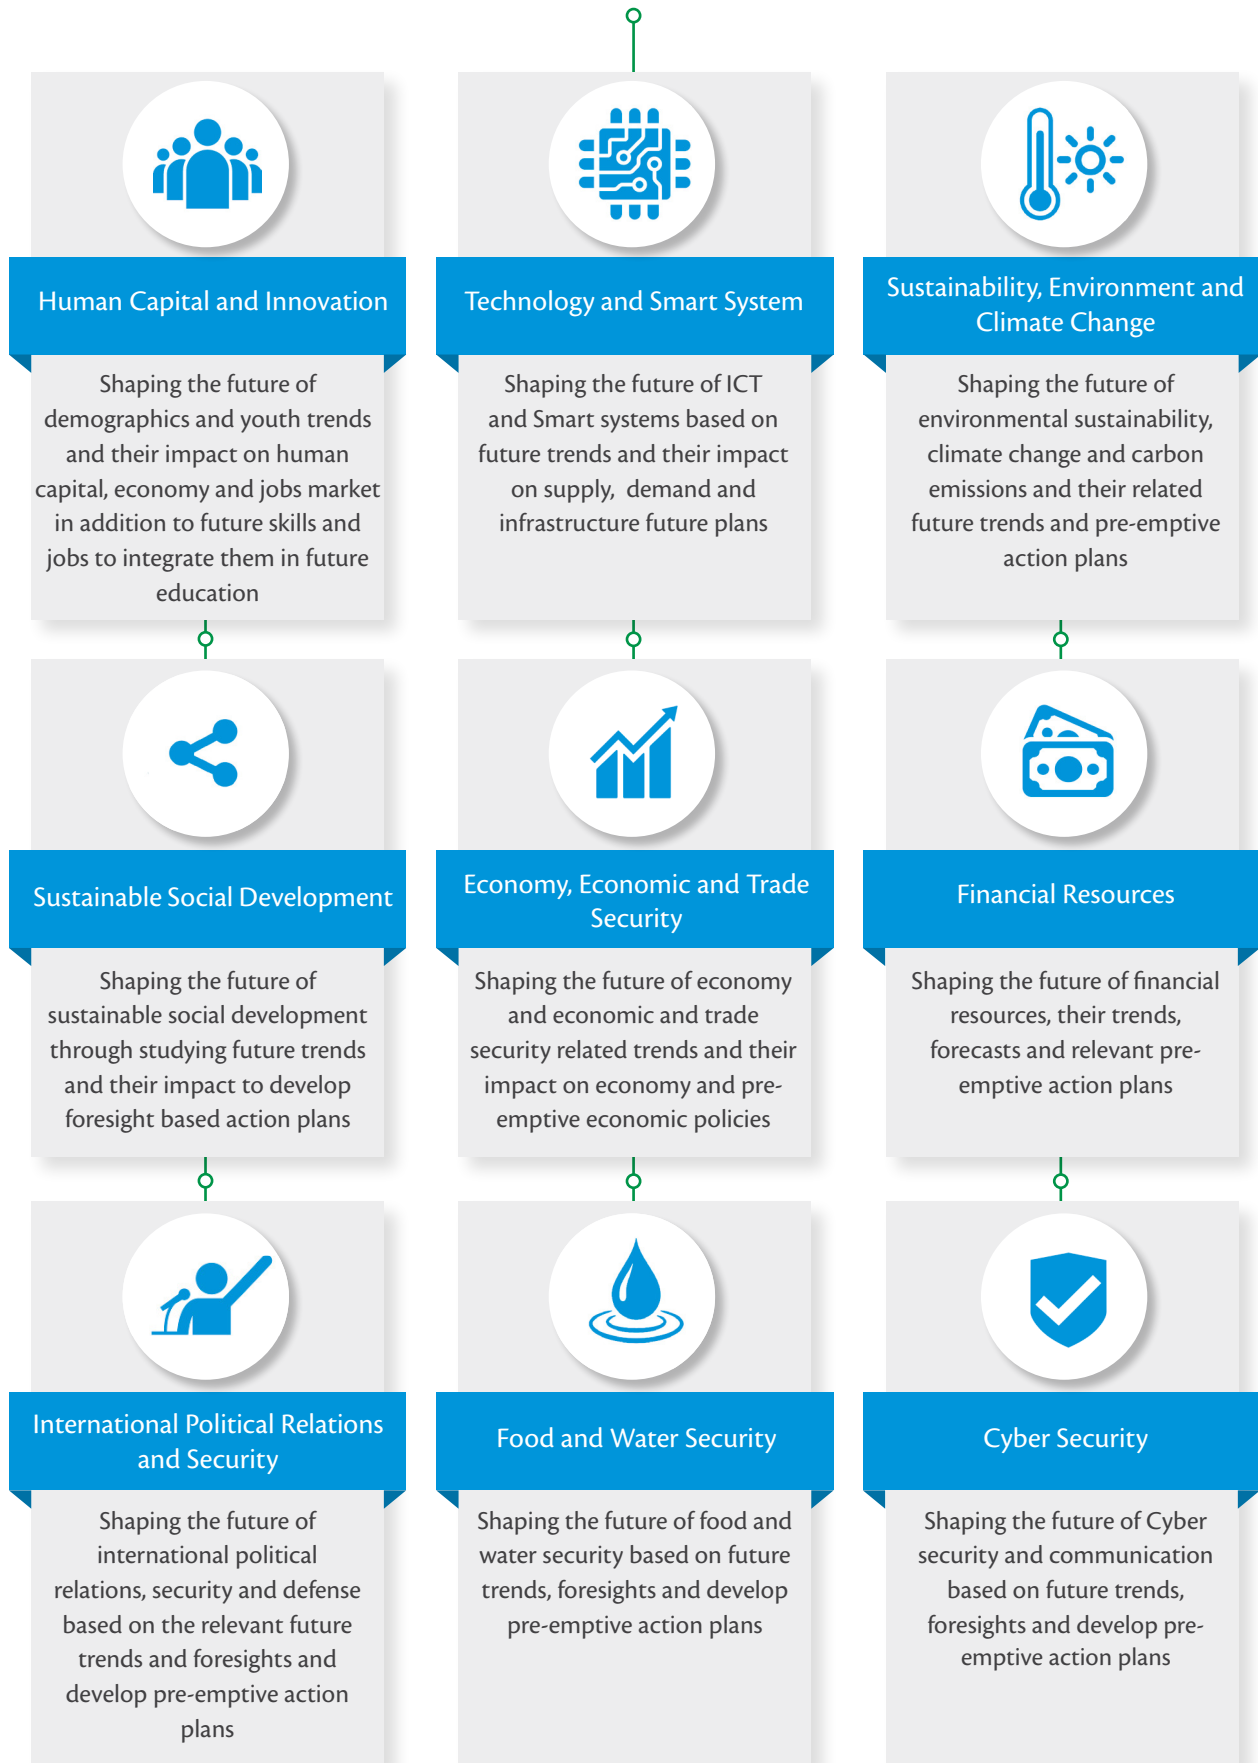 Human Capital and Innovation
Shaping the future of
demographics and youth trends
and their impact on human
capital, economy and jobs market
in addition to future skills and
jobs to integrate them in future
education
Technology and Smart System
Shaping the future of ICT
and Smart systems based on
future trends and their impact
on supply,  demand and
infrastructure future plans
Sustainability, Environment and
Climate Change
Shaping the future of
environmental sustainability,
climate change and carbon
emissions and their related
future trends and pre-emptive
action plans
Sustainable Social Development
Shaping the future of
sustainable social development
through studying future trends
and their impact to develop
foresight based action plans
Economy, Economic and Trade
Security
Shaping the future of economy
and economic and trade
security related trends and their
impact on economy and pre-
emptive economic policies
Financial Resources
Shaping the future of financial
resources, their trends,
forecasts and relevant pre-
emptive action plans
International Political Relations
and Security
Shaping the future of
international political
relations, security and defense
based on the relevant future
trends and foresights and
develop pre-emptive action
plans
Food and Water Security
Shaping the future of food and
water security based on future
trends, foresights and develop
pre-emptive action plans
Cyber Security
Shaping the future of Cyber
security and communication
based on future trends,
foresights and develop pre-
emptive action plans